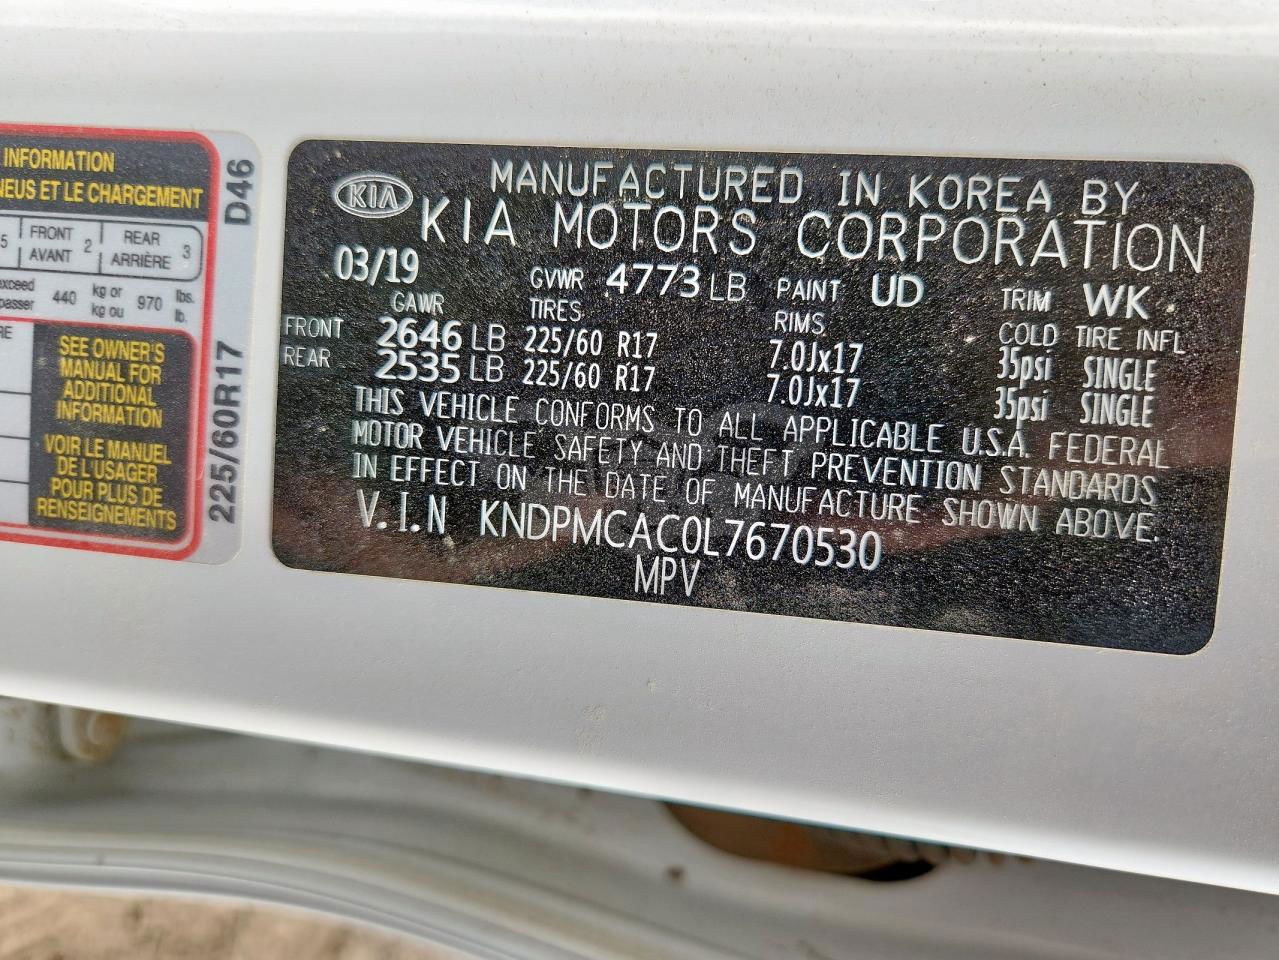 INFORMATION
NEUS ET LE CHARGEMENT
5 FRONT AVANT 2 REAR ARRIÈRE 3
440 kg or kg ou 970 lbs. lb.
SEE OWNER'S
MANUAL FOR
ADDITIONAL
INFORMATION
VOIR LE MANUEL
DE L'USAGER
POUR PLUS DE
RENSEIGNEMENTS
D46
225/60R17
KIA
MANUFACTURED IN KOREA BY
KIA MOTORS CORPORATION
03/19 GVWR 4773 LB PAINT UD TRIM WK
GAWR TIRES RIMS COLD TIRE INFL
FRONT 2646 LB 225/60 R17 7.0Jx17 35psi SINGLE
REAR 2535 LB 225/60 R17 7.0Jx17 35psi SINGLE
THIS VEHICLE CONFORMS TO ALL APPLICABLE U.S.A. FEDERAL
MOTOR VEHICLE SAFETY AND THEFT PREVENTION STANDARDS
IN EFFECT ON THE DATE OF MANUFACTURE SHOWN ABOVE.
V.I.N KNDPMCAC0L7670530
MPV